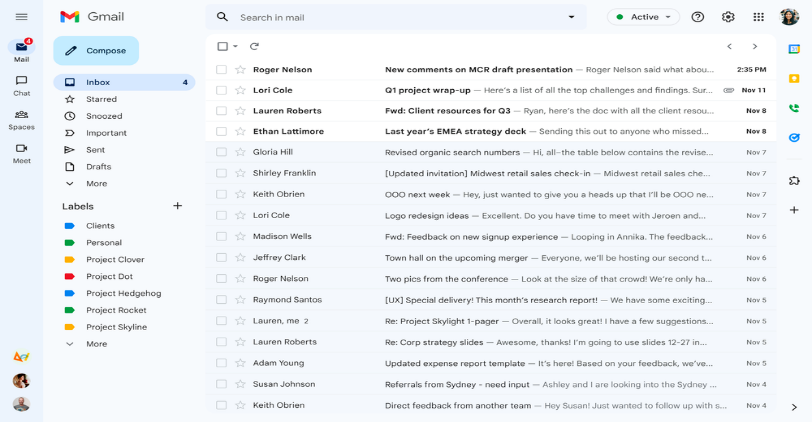 Gmail
Search in mail
Active
4
Mail
Chat
Spaces
Meet
Compose
Inbox 4
Starred
Snoozed
Important
Sent
Drafts
More
Labels
Clients
Personal
Project Clover
Project Dot
Project Hedgehog
Project Rocket
Project Skyline
More
Roger Nelson New comments on MCR draft presentation — Roger Nelson said what abou... 2:35 PM
Lori Cole Q1 project wrap-up — Here's a list of all the top challenges and findings. Sur... Nov 11
Lauren Roberts Fwd: Client resources for Q3 — Ryan, here's the doc with all the client resou... Nov 8
Ethan Lattimore Last year's EMEA strategy deck — Sending this out to anyone who missed... Nov 8
Gloria Hill Revised organic search numbers — Hi, all–the table below contains the revise... Nov 7
Shirley Franklin [Updated invitation] Midwest retail sales check-in — Midwest retail sales che... Nov 7
Keith Obrien OOO next week — Hey, just wanted to give you a heads up that I'll be OOO ne... Nov 7
Lori Cole Logo redesign ideas — Excellent. Do you have time to meet with Jeroen and... Nov 7
Madison Wells Fwd: Feedback on new signup experience — Looping in Annika. The feedback... Nov 6
Jeffrey Clark Town hall on the upcoming merger — Everyone, we'll be hosting our second t... Nov 6
Roger Nelson Two pics from the conference — Look at the size of that crowd! We're only ha... Nov 6
Raymond Santos [UX] Special delivery! This month's research report! — We have some exciting... Nov 5
Lauren, me 2 Re: Project Skylight 1-pager — Overall, it looks great! I have a few suggestions... Nov 5
Lauren Roberts Re: Corp strategy slides — Awesome, thanks! I'm going to use slides 12-27 in... Nov 5
Adam Young Updated expense report template — It's here! Based on your feedback, we've... Nov 5
Susan Johnson Referrals from Sydney - need input — Ashley and I are looking into the Sydney ... Nov 4
Keith Obrien Direct feedback from another team — Hey Susan! Just wanted to follow up with s... Nov 4